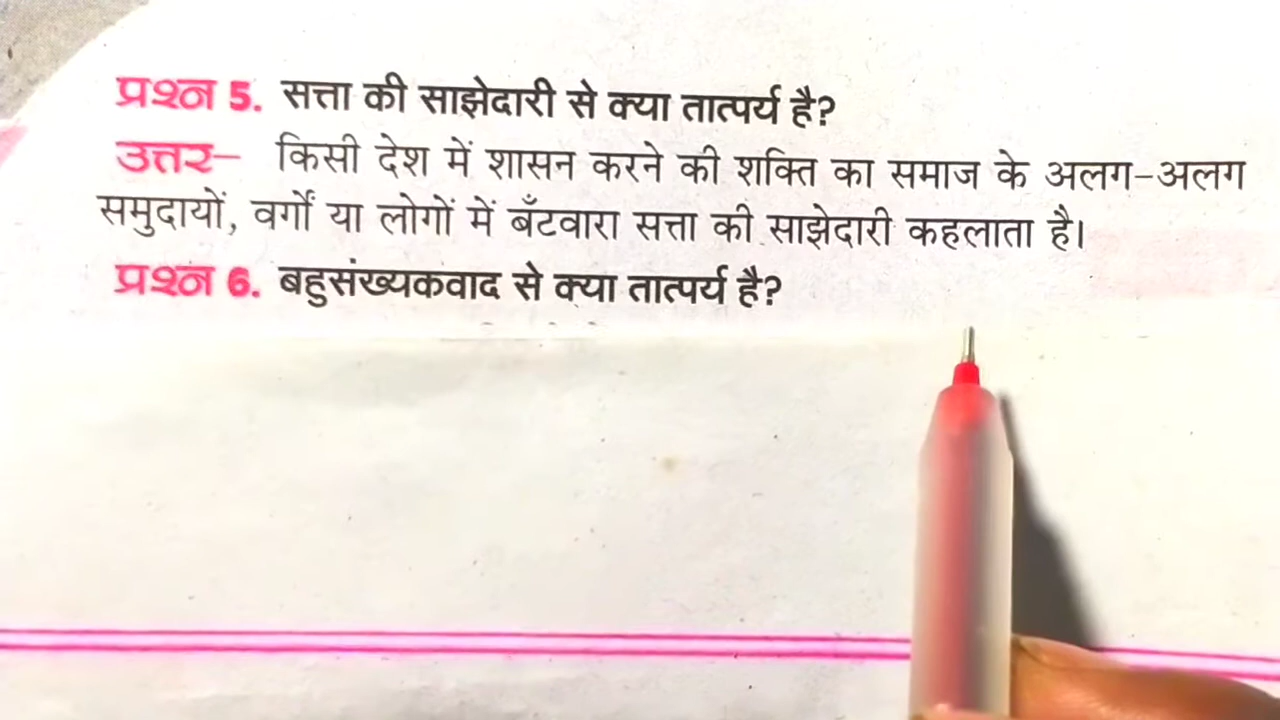 प्रश्न 5. सत्ता की साझेदारी से क्या तात्पर्य है?
उत्तर– किसी देश में शासन करने की शक्ति का समाज के अलग-अलग
समुदायों, वर्गों या लोगों में बँटवारा सत्ता की साझेदारी कहलाता है।
प्रश्न 6. बहुसंख्यकवाद से क्या तात्पर्य है?